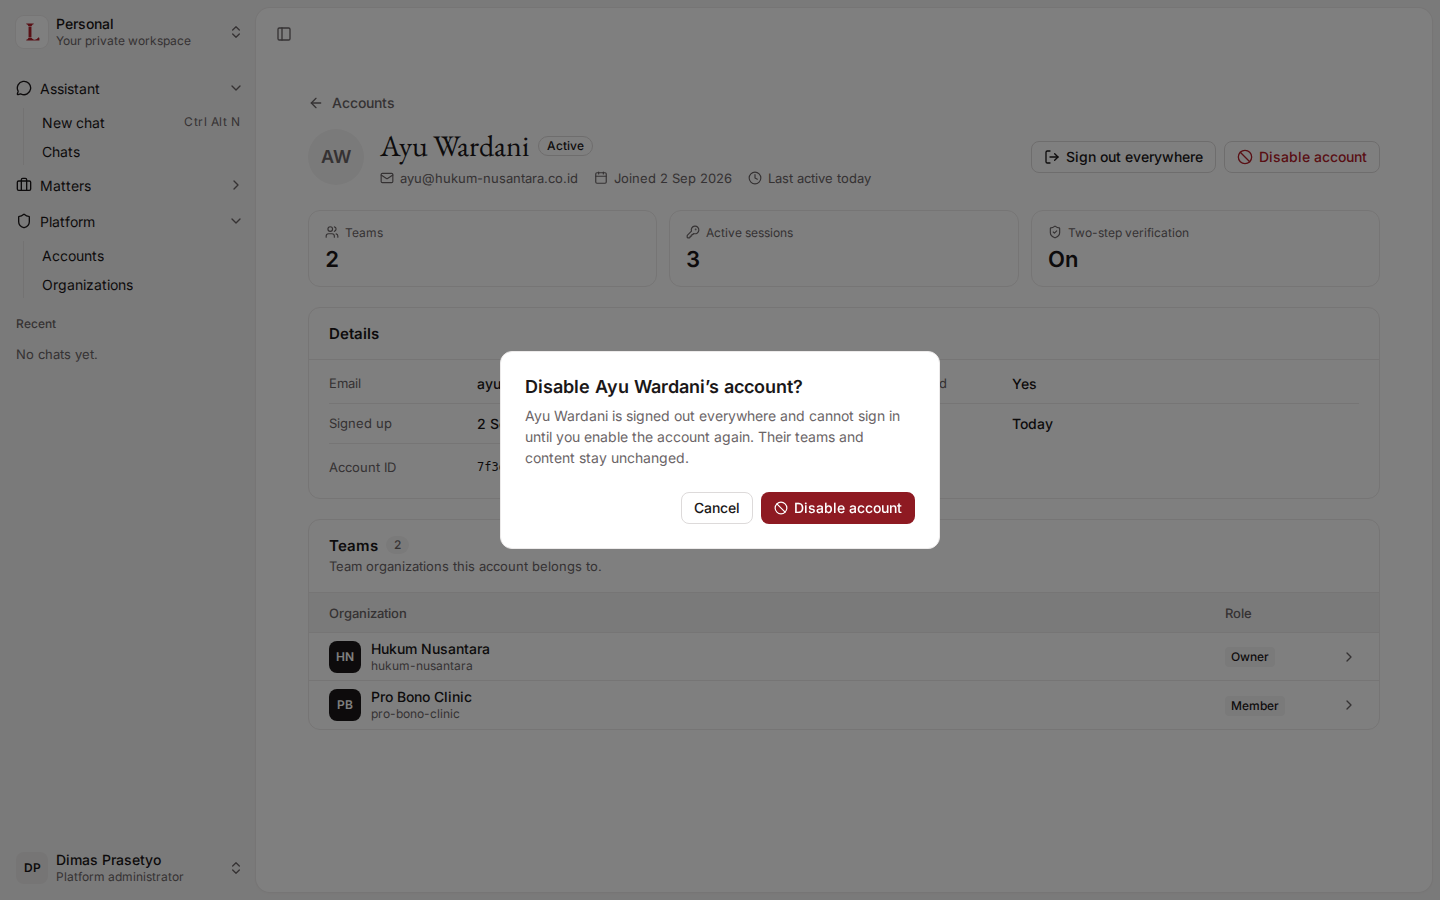 L
Personal
Your private workspace
Assistant
New chat
Ctrl Alt N
Chats
Matters
Platform
Accounts
Organizations
Recent
No chats yet.
DP
Dimas Prasetyo
Platform administrator
Accounts
AW
Ayu Wardani
Active
ayu@hukum-nusantara.co.id
Joined 2 Sep 2026
Last active today
Sign out everywhere
Disable account
Teams
2
Active sessions
3
Two-step verification
On
Details
Email
ayu
d
Yes
Signed up
2 S
Today
Account ID
7f3
Disable Ayu Wardani’s account?
Ayu Wardani is signed out everywhere and cannot sign in
until you enable the account again. Their teams and
content stay unchanged.
Cancel
Disable account
Teams 2
Team organizations this account belongs to.
Organization
Role
HN
Hukum Nusantara
hukum-nusantara
Owner
PB
Pro Bono Clinic
pro-bono-clinic
Member